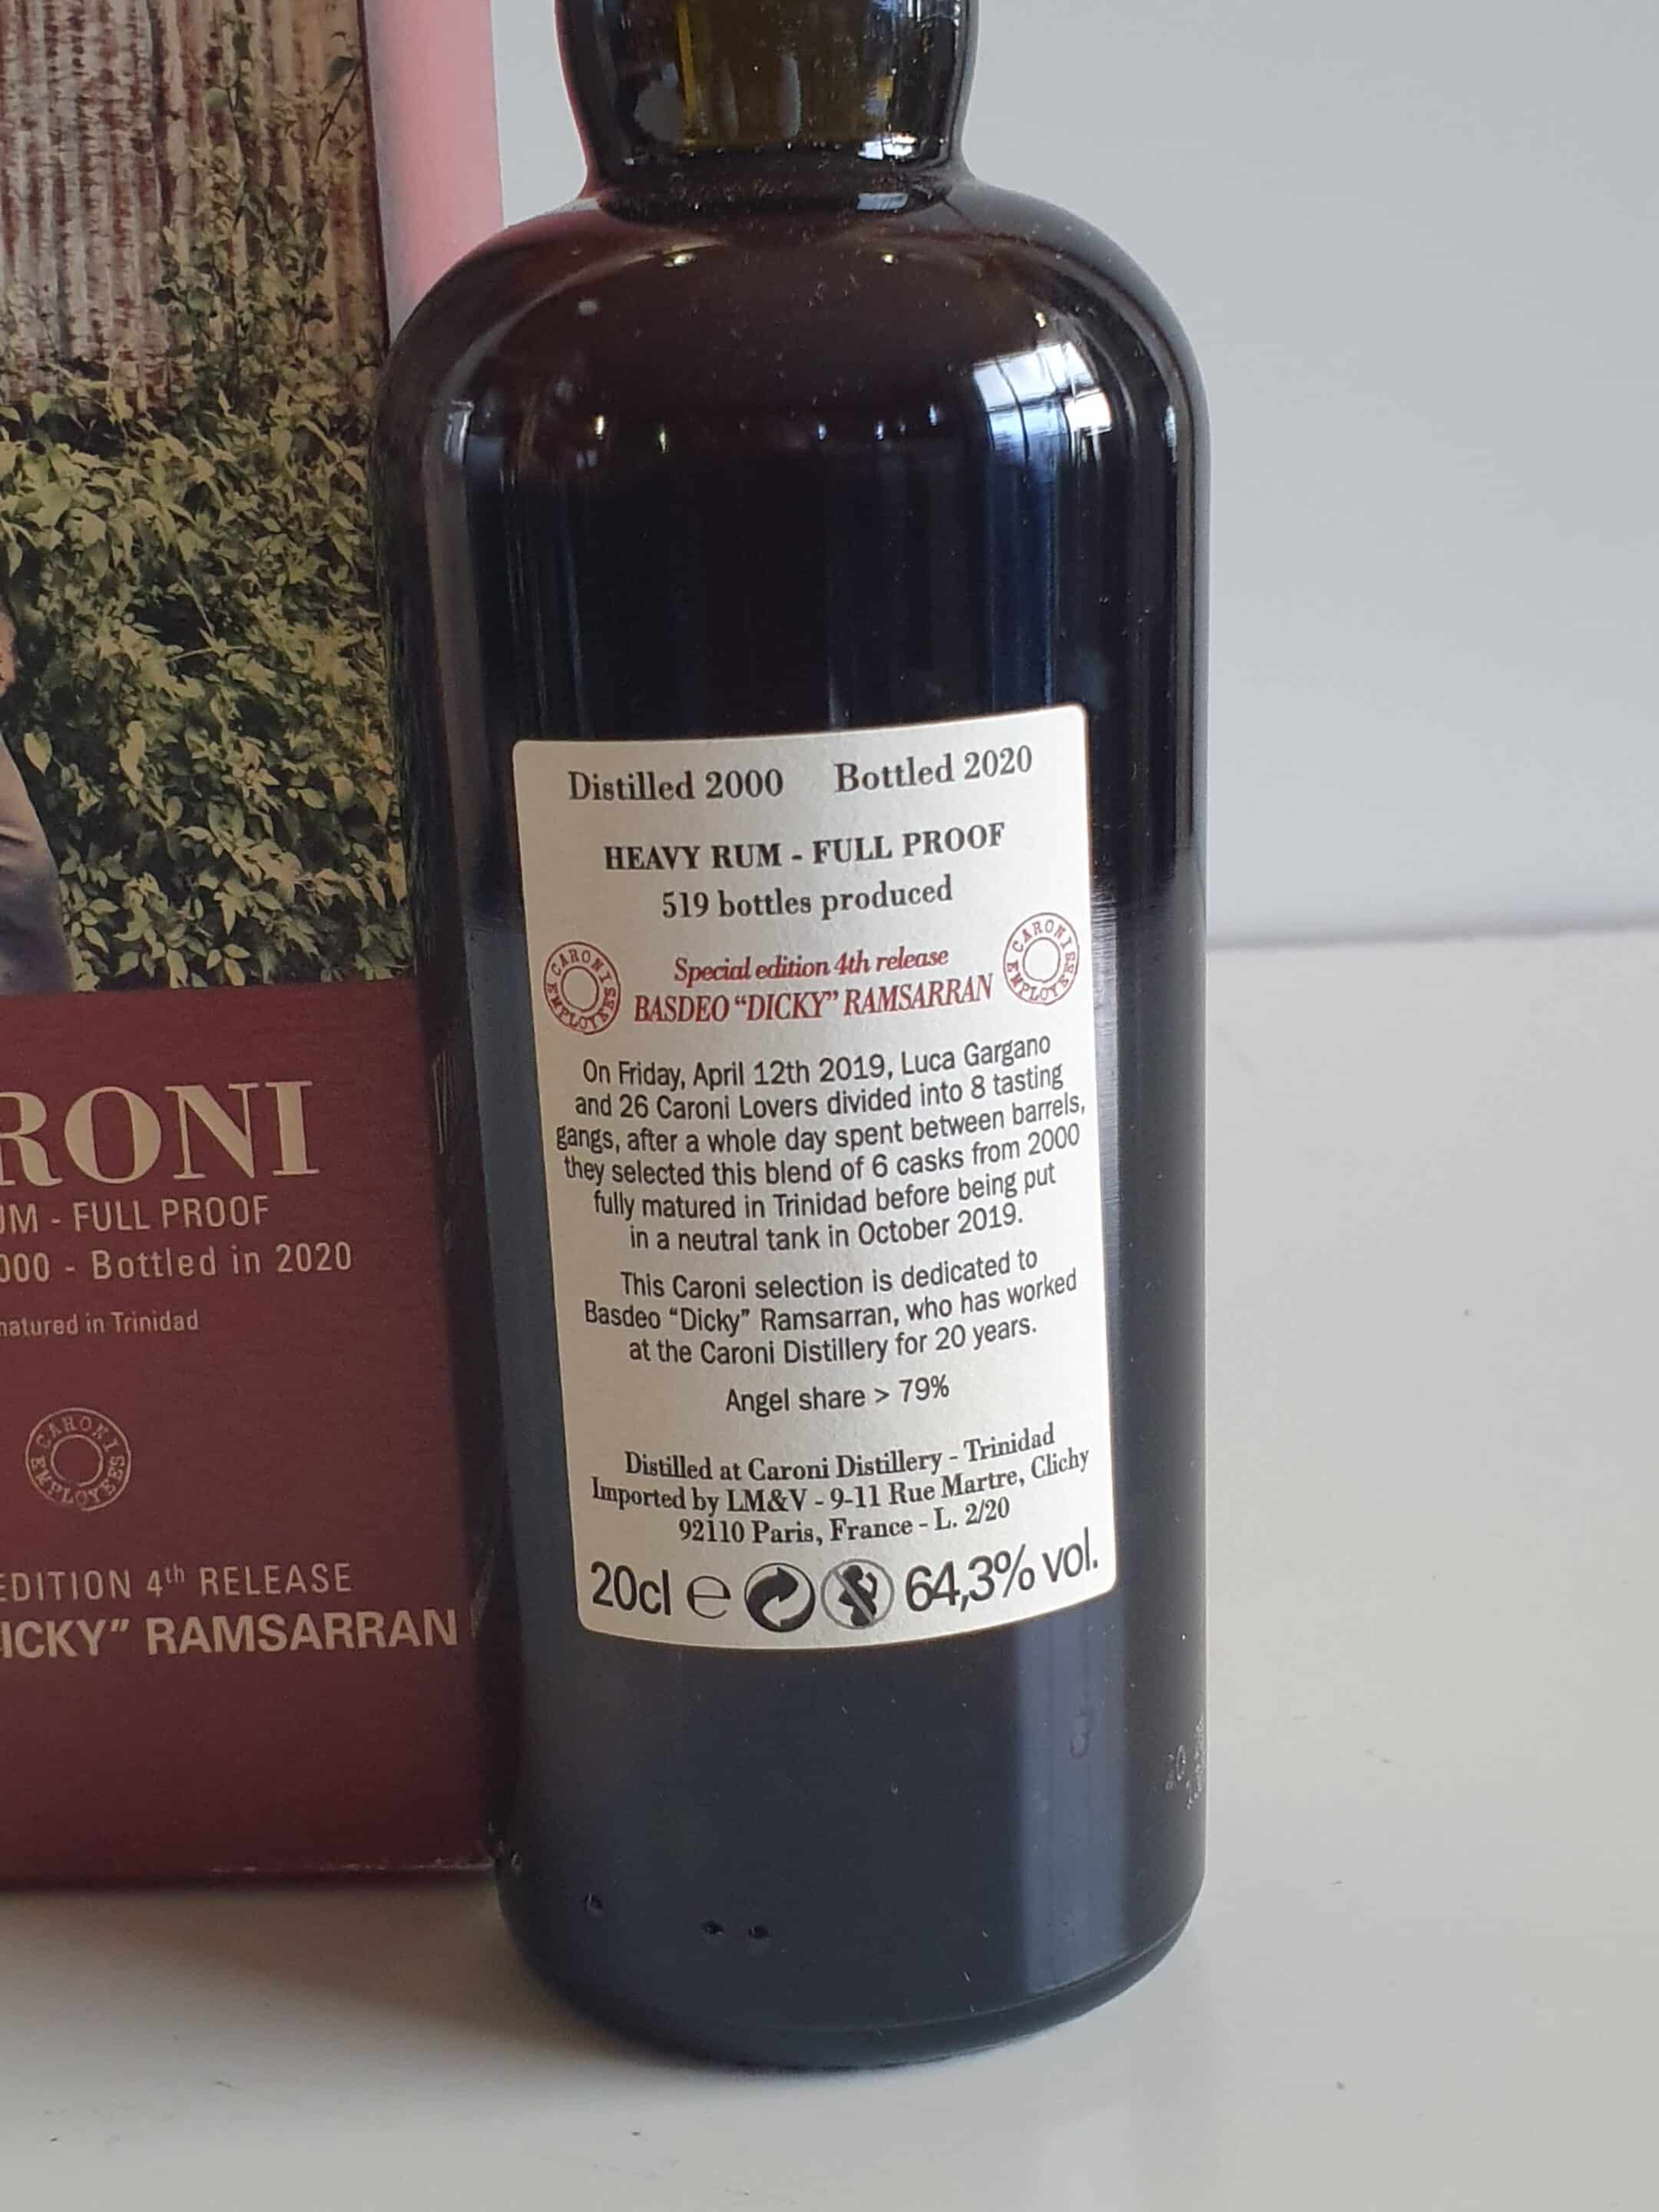 Distilled 2000 Bottled 2020
HEAVY RUM - FULL PROOF
519 bottles produced
CARONI EMPLOYEES
Special edition 4th release
BASDEO “DICKY” RAMSARRAN
CARONI EMPLOYEES
On Friday, April 12th 2019, Luca Gargano
and 26 Caroni Lovers divided into 8 tasting
gangs, after a whole day spent between barrels,
they selected this blend of 6 casks from 2000
fully matured in Trinidad before being put
in a neutral tank in October 2019.
This Caroni selection is dedicated to
Basdeo “Dicky” Ramsarran, who has worked
at the Caroni Distillery for 20 years.
Angel share > 79%
Distilled at Caroni Distillery - Trinidad
Imported by LM&V - 9-11 Rue Martre, Clichy
92110 Paris, France - L. 2/20
20cl e 64,3% vol.
RONI
UM - FULL PROOF
000 - Bottled in 2020
matured in Trinidad
CARONI EMPLOYEES
EDITION 4th RELEASE
ICKY” RAMSARRAN